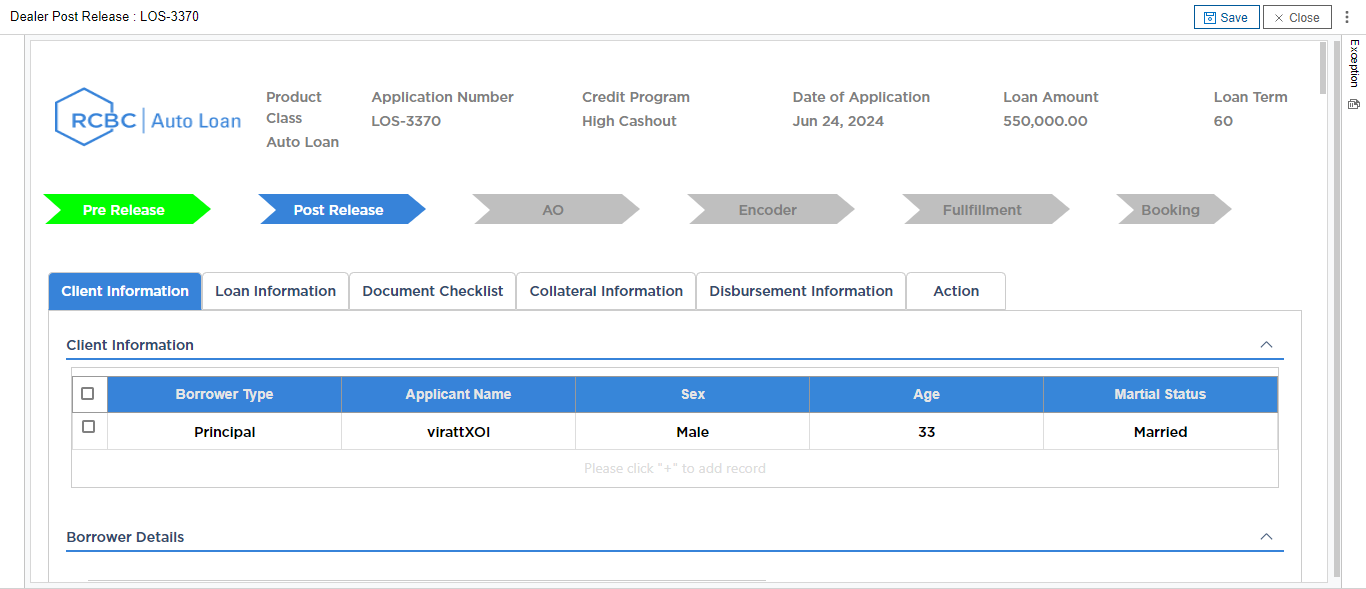 Dealer Post Release : LOS-3370
Save
Close
Exception
RCBC Auto Loan
Product Class
Auto Loan
Application Number
LOS-3370
Credit Program
High Cashout
Date of Application
Jun 24, 2024
Loan Amount
550,000.00
Loan Term
60
Pre Release
Post Release
AO
Encoder
Fullfillment
Booking
Client Information
Loan Information
Document Checklist
Collateral Information
Disbursement Information
Action
Client Information
Borrower Type Applicant Name Sex Age Martial Status
Principal virattXOI Male 33 Married
Please click "+" to add record
Borrower Details